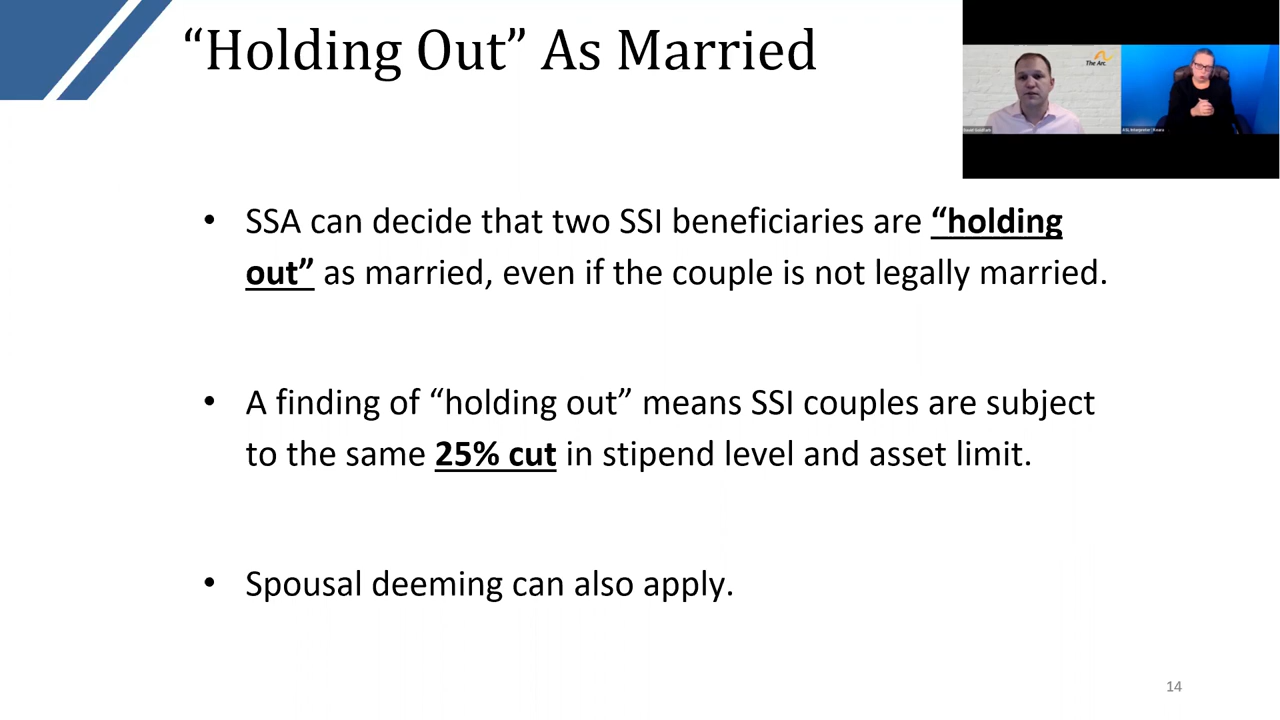 “Holding Out” As Married
The Arc
• SSA can decide that two SSI beneficiaries are “holding
out” as married, even if the couple is not legally married.
• A finding of “holding out” means SSI couples are subject
to the same 25% cut in stipend level and asset limit.
• Spousal deeming can also apply.
14